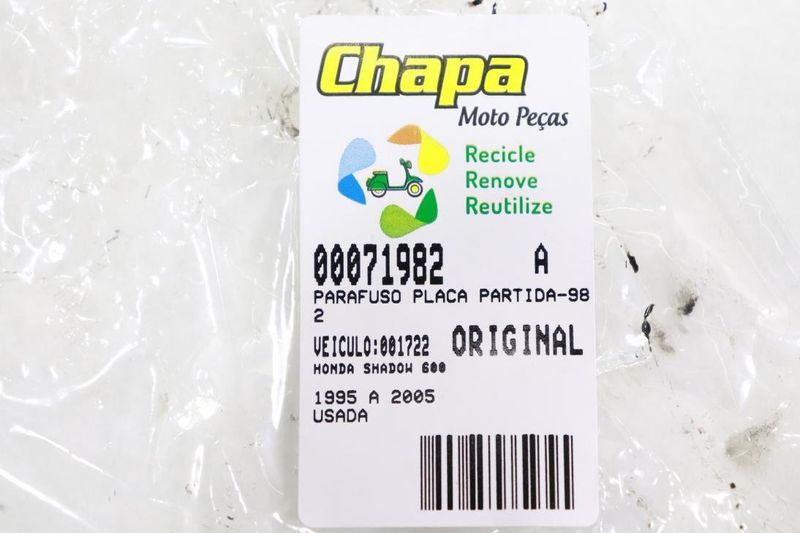 Chapa
Moto Peças
Recicle
Renove
Reutilize
00071982 A
PARAFUSO PLACA PARTIDA-98
2
VEICULO:001722 ORIGINAL
HONDA SHADOW 600
1995 A 2005
USADA